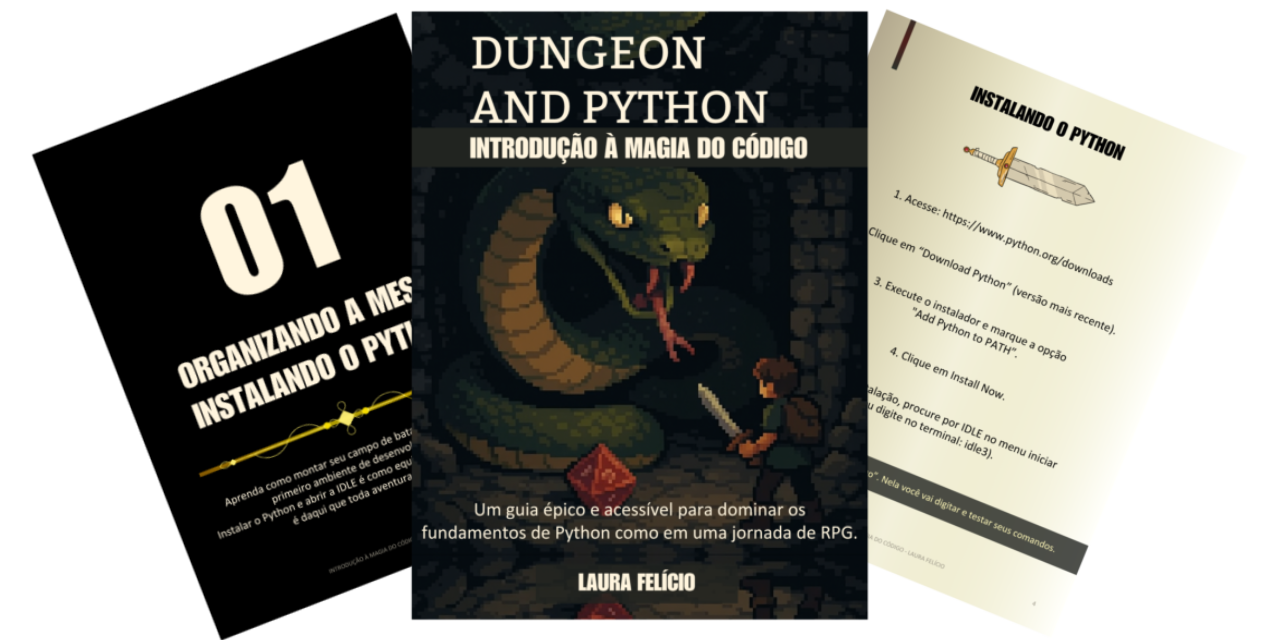 01
ORGANIZANDO A MES
INSTALANDO O PYT
Aprenda como montar seu campo de bata
primeiro ambiente de desenvol
Instalar o Python e abrir a IDLE é como equ
é daqui que toda aventura
INTRODUÇÃO À MAGIA DO CÓDIG
DUNGEON
AND PYTHON
INTRODUÇÃO À MAGIA DO CÓDIGO
Um guia épico e acessível para dominar os
fundamentos de Python como em uma jornada de RPG.
LAURA FELÍCIO
INSTALANDO O PYTHON
1. Acesse: https://www.python.org/downloads
Clique em "Download Python" (versão mais recente).
3. Execute o instalador e marque a opção
"Add Python to PATH".
4. Clique em Install Now.
alação, procure por IDLE no menu iniciar
u digite no terminal: idle3).
Nela você vai digitar e testar seus comandos.
DO CÓDIGO - LAURA FELÍCIO